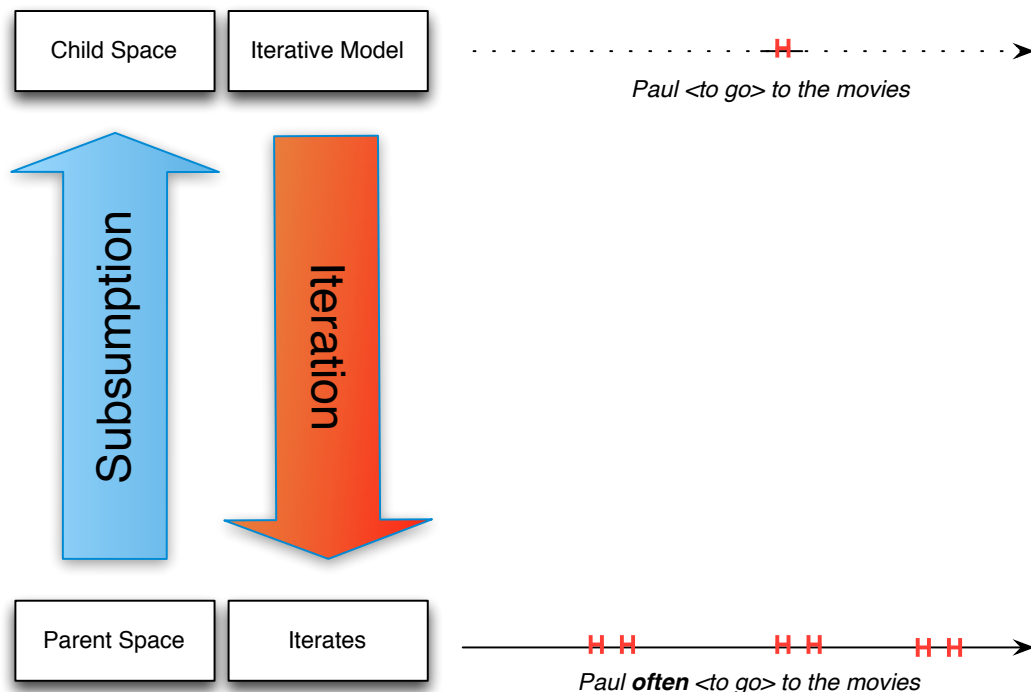 Child Space
Iterative Model
Paul <to go> to the movies
Subsumption
Iteration
Parent Space
Iterates
Paul often <to go> to the movies